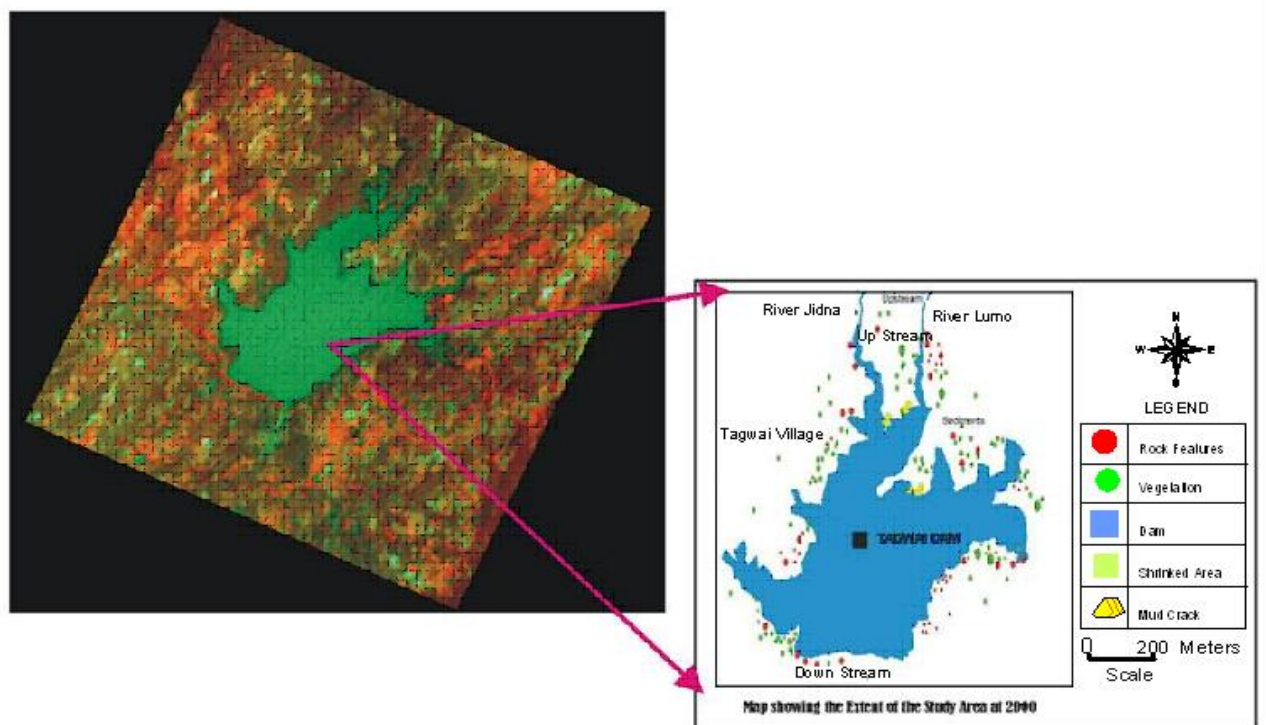 Upstream
River Jidna
River Lumo
Up Stream
Sediments
Tagwai Village
TAGWAI DAM
Down Stream
N
W E
S
LEGEND
Rock Features
Vegetation
Dam
Shrinked Area
Mud Crack
0 200 Meters
Scale
Map showing the Extent of the Study Area at 2000